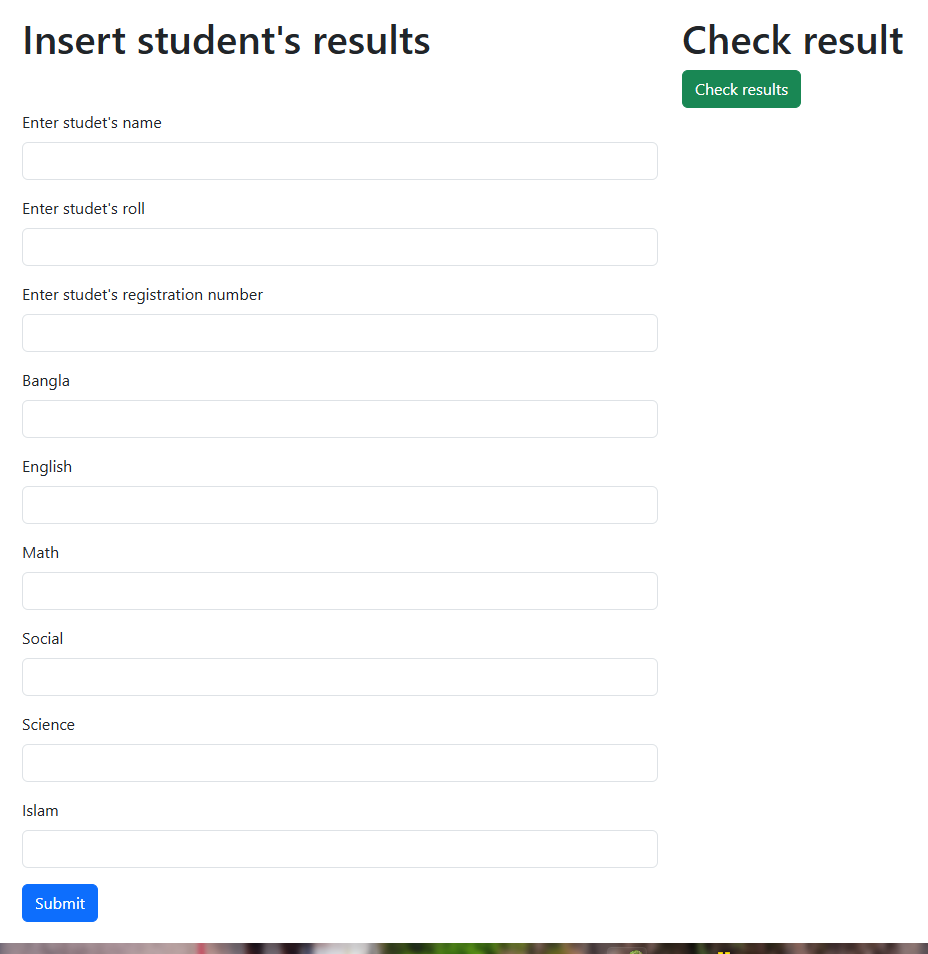 Insert student's results
Enter studet's name
Enter studet's roll
Enter studet's registration number
Bangla
English
Math
Social
Science
Islam
Submit
Check result
Check results